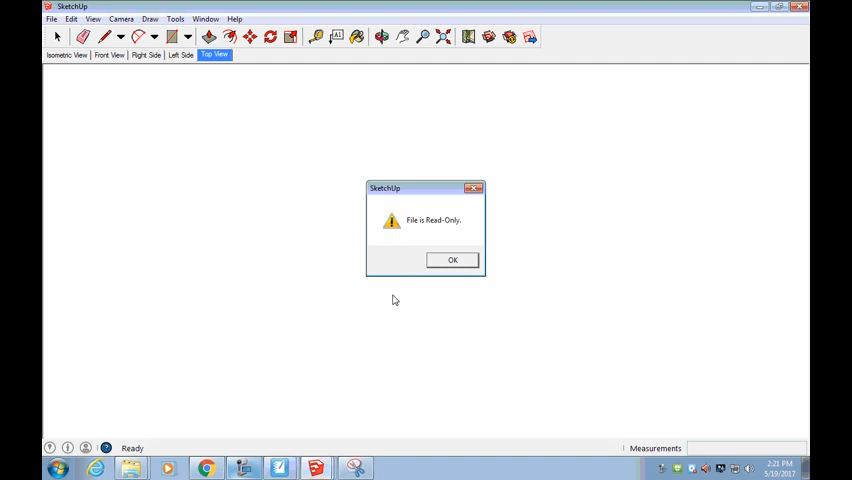 SketchUp
File Edit View Camera Draw Tools Window Help
A1
Isometric View Front View Right Side Left Side Top View
SketchUp
File is Read-Only.
OK
Ready
Measurements
2:21 PM
5/19/2017